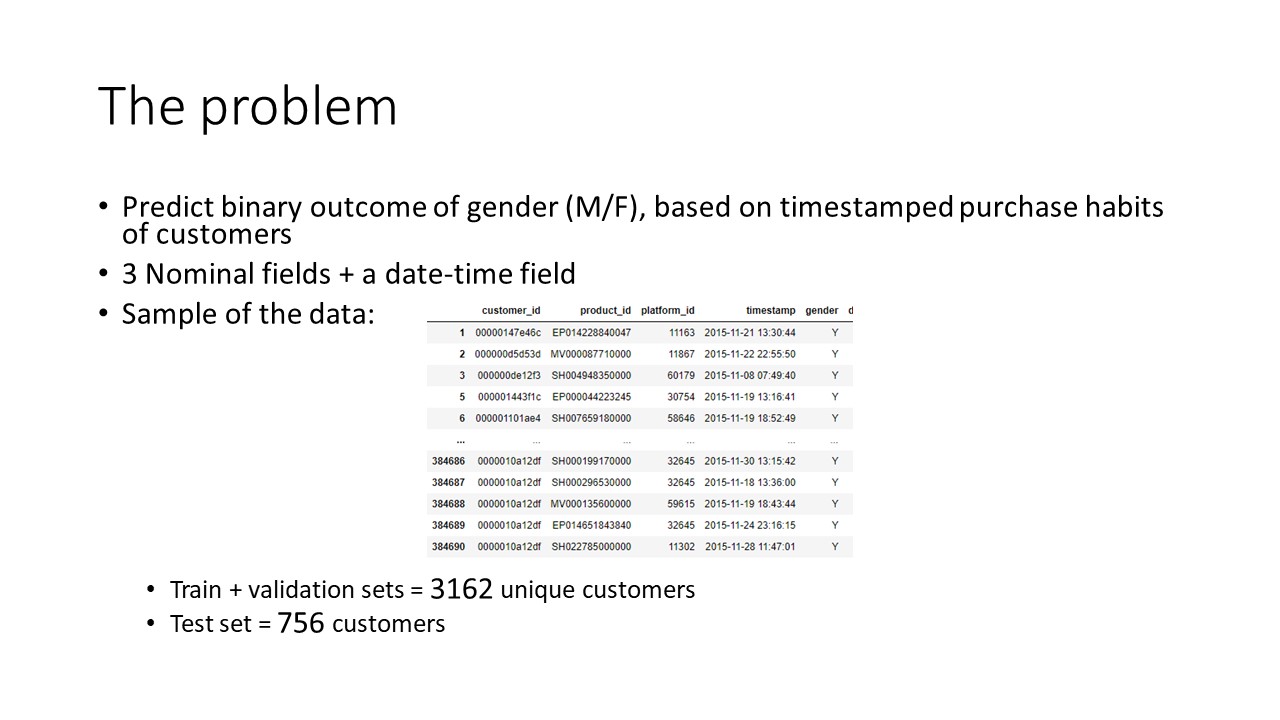 The problem
• Predict binary outcome of gender (M/F), based on timestamped purchase habits
of customers
• 3 Nominal fields + a date-time field
• Sample of the data:
customer_id product_id platform_id timestamp gender d
1 00000147e46c EP014228840047 11163 2015-11-21 13:30:44 Y
2 000000d5d53d MV000087710000 11867 2015-11-22 22:55:50 Y
3 000000de12f3 SH004948350000 60179 2015-11-08 07:49:40 Y
5 000001443f1c EP000044223245 30754 2015-11-19 13:16:41 Y
6 000001101ae4 SH007659180000 58646 2015-11-19 18:52:49 Y
... ... ... ... ... ...
384686 0000010a12df SH000199170000 32645 2015-11-30 13:15:42 Y
384687 0000010a12df SH000296530000 32645 2015-11-18 13:36:00 Y
384688 0000010a12df MV000135600000 59615 2015-11-19 18:43:44 Y
384689 0000010a12df EP014651843840 32645 2015-11-24 23:16:15 Y
384690 0000010a12df SH022785000000 11302 2015-11-28 11:47:01 Y
• Train + validation sets = 3162 unique customers
• Test set = 756 customers